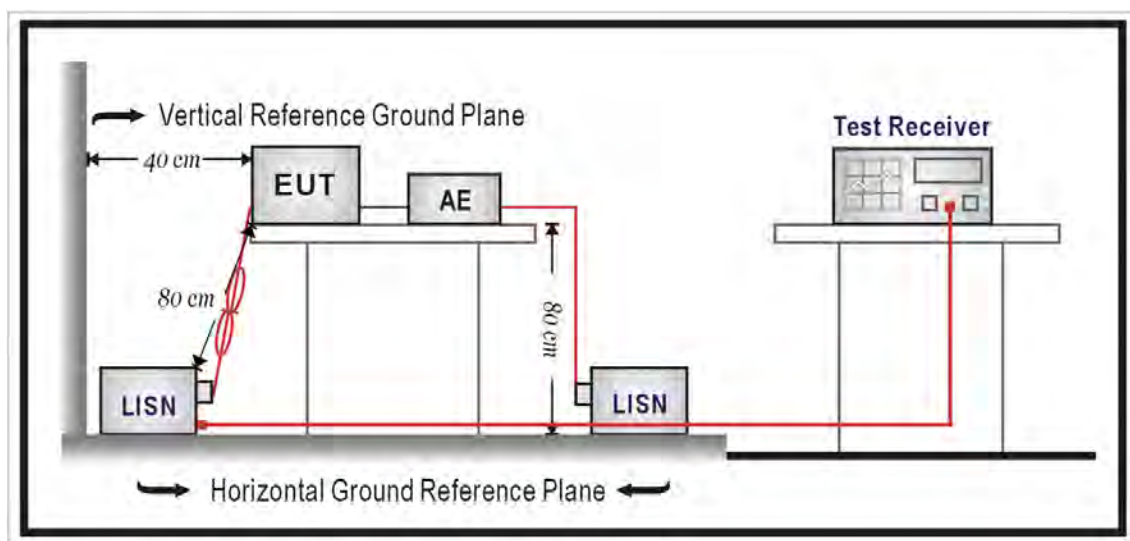 Vertical Reference Ground Plane
Test Receiver
40 cm
EUT
AE
80 cm
80 cm
LISN
LISN
Horizontal Ground Reference Plane